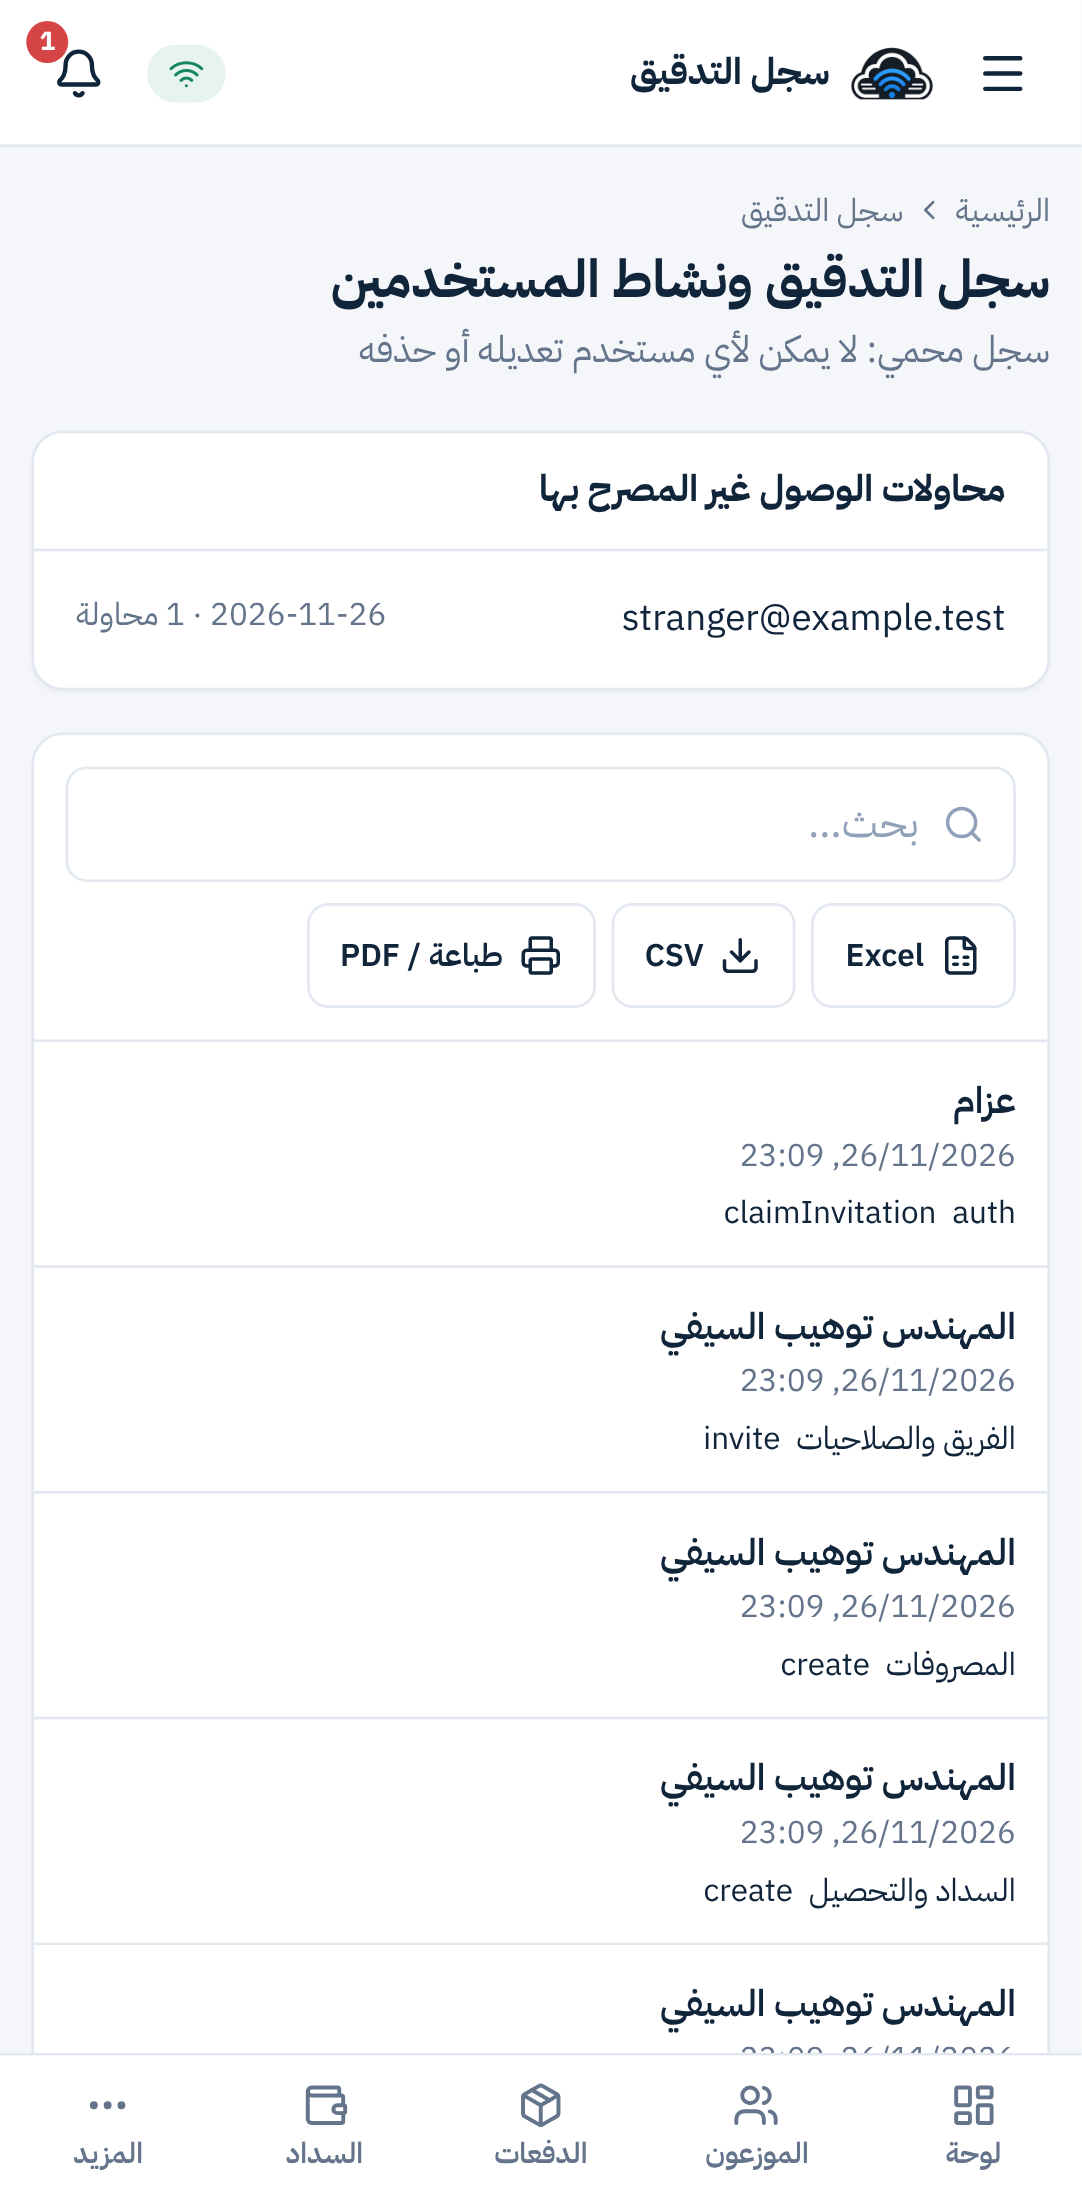 سجل التدقيق
1
الرئيسية
سجل التدقيق
سجل التدقيق ونشاط المستخدمين
سجل محمي: لا يمكن لأي مستخدم تعديله أو حذفه
محاولات الوصول غير المصرح بها
stranger@example.test
2026-11-26 · 1 محاولة
بحث...
Excel
CSV
طباعة / PDF
عزام
26/11/2026, 23:09
auth claimInvitation
المهندس توهيب السيفي
26/11/2026, 23:09
الفريق والصلاحيات invite
المهندس توهيب السيفي
26/11/2026, 23:09
المصروفات create
المهندس توهيب السيفي
26/11/2026, 23:09
السداد والتحصيل create
المهندس توهيب السيفي
لوحة
الموزعون
الدفعات
السداد
المزيد